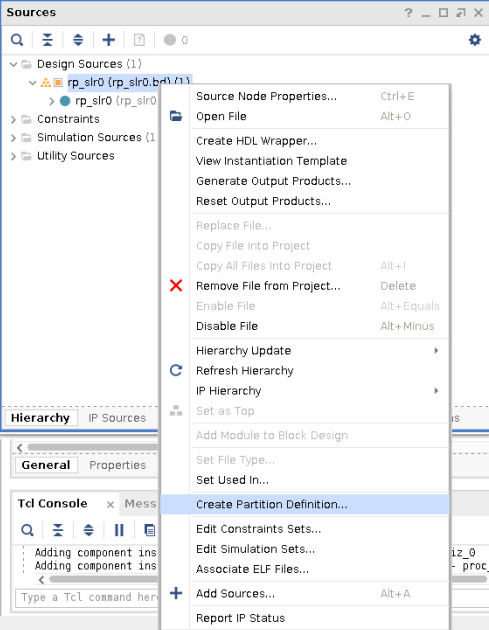 Sources
0
Design Sources (1)
rp_slr0 (rp_slr0.bd) (1)
rp_slr0 (rp_slr0
Constraints
Simulation Sources (1
Utility Sources
Source Node Properties... Ctrl+E
Open File Alt+O
Create HDL Wrapper...
View Instantiation Template
Generate Output Products...
Reset Output Products...
Replace File...
Copy File Into Project
Copy All Files Into Project Alt+I
Remove File from Project... Delete
Enable File Alt+Equals
Disable File Alt+Minus
Hierarchy Update
Refresh Hierarchy
IP Hierarchy
Set as Top
Add Module to Block Design
Set File Type...
Set Used In...
Create Partition Definition...
Edit Constraints Sets...
Edit Simulation Sets...
Associate ELF Files...
Add Sources... Alt+A
Report IP Status
Hierarchy IP Sources
General Properties
Tcl Console Mess
Adding component ins iz_0
Adding component ins - proc_
Type a Tcl command here